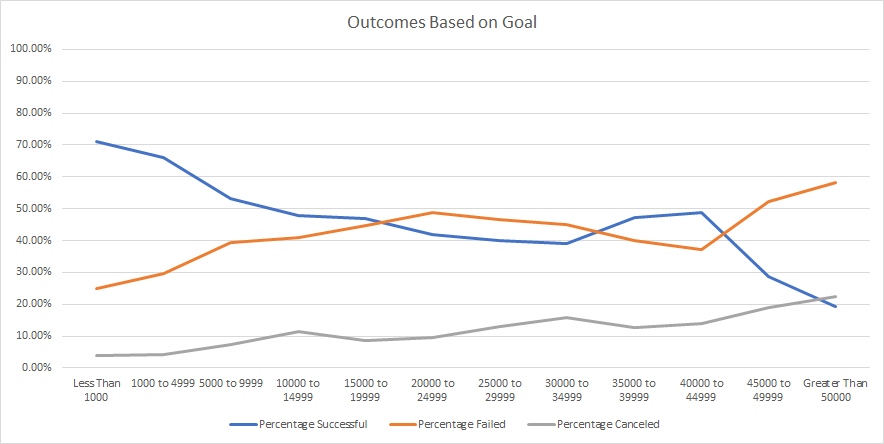 Outcomes Based on Goal
100.00%
90.00%
80.00%
70.00%
60.00%
50.00%
40.00%
30.00%
20.00%
10.00%
0.00%
Less Than
1000
1000 to 4999
5000 to 9999
10000 to
14999
15000 to
19999
20000 to
24999
25000 to
29999
30000 to
34999
35000 to
39999
40000 to
44999
45000 to
49999
Greater Than
50000
Percentage Successful
Percentage Failed
Percentage Canceled